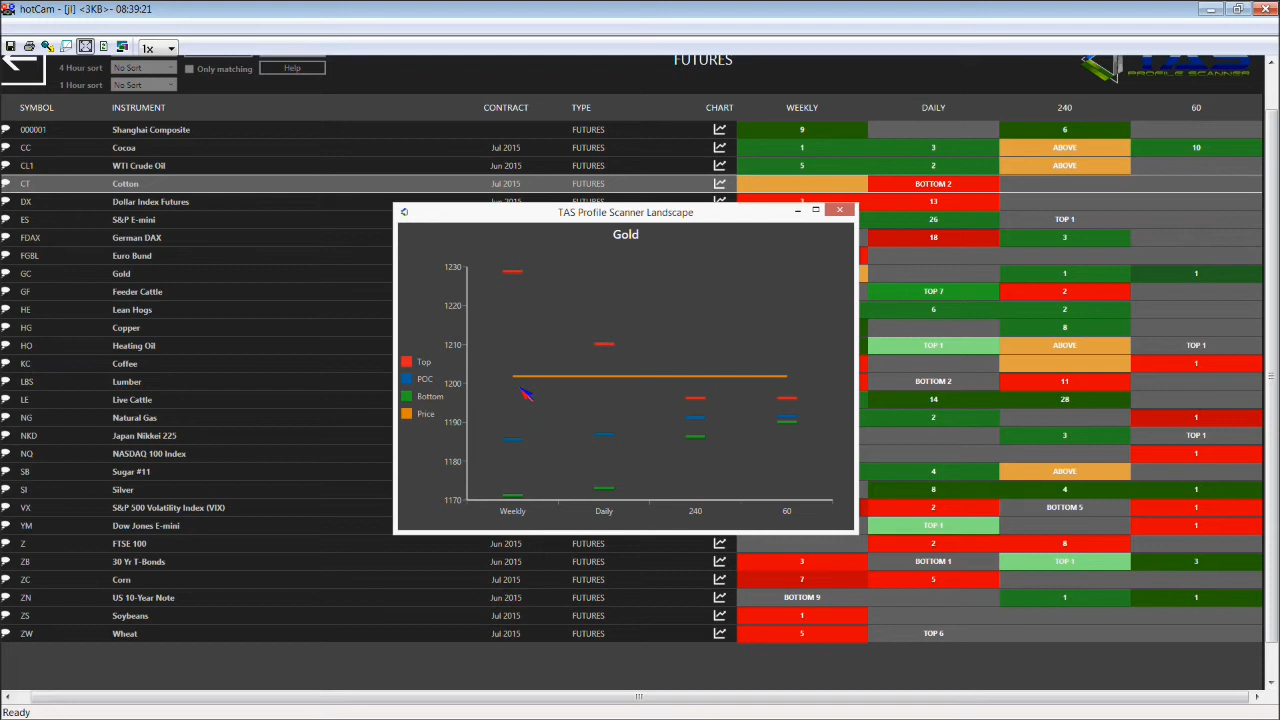 hotCam - [jl] <3KB>- 08:39:21
1x
4 Hour sort No Sort Only matching Help
1 Hour sort No Sort
FUTURES
TAS
PROFILE SCANNER
SYMBOL INSTRUMENT CONTRACT TYPE CHART WEEKLY DAILY 240 60
000001 Shanghai Composite FUTURES 9 6
CC Cocoa Jul 2015 FUTURES 1 3 ABOVE 10
CL1 WTI Crude Oil Jun 2015 FUTURES 5 2 ABOVE
CT Cotton Jul 2015 FUTURES BOTTOM 2
DX Dollar Index Futures 13
ES S&P E-mini 26 TOP 1
FDAX German DAX 18 3
FGBL Euro Bund
GC Gold 1 1
GF Feeder Cattle TOP 7 2
HE Lean Hogs 6 2
HG Copper 8
HO Heating Oil TOP 1 ABOVE TOP 1
KC Coffee 1
LBS Lumber BOTTOM 2 11
LE Live Cattle 14 28
NG Natural Gas 2 1
NKD Japan Nikkei 225 3 TOP 1
NQ NASDAQ 100 Index 1
SB Sugar #11 4 ABOVE
SI Silver 8 4 1
VX S&P 500 Volatility Index (VIX) 2 BOTTOM 5 1
YM Dow Jones E-mini TOP 1 1
Z FTSE 100 Jun 2015 FUTURES 2 8
ZB 30 Yr T-Bonds Jun 2015 FUTURES 3 BOTTOM 1 TOP 1 3
ZC Corn Jul 2015 FUTURES 7 5
ZN US 10-Year Note Jun 2015 FUTURES BOTTOM 9 1 1
ZS Soybeans Jul 2015 FUTURES 1
ZW Wheat Jul 2015 FUTURES 5 TOP 6
TAS Profile Scanner Landscape
Gold
1230
1220
1210
1200
1190
1180
1170
Top
POC
Bottom
Price
Weekly Daily 240 60
Ready